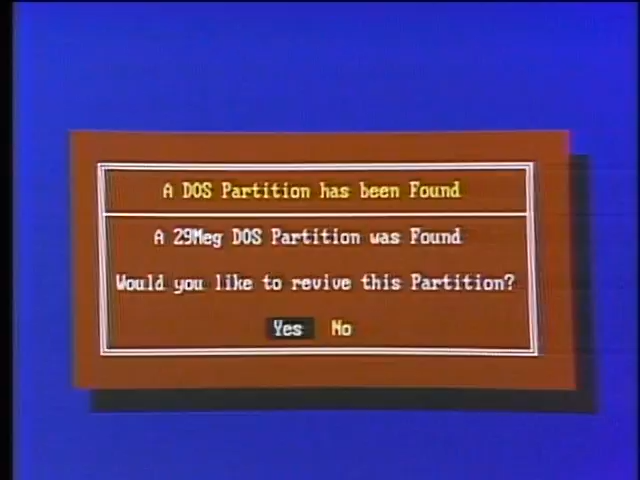 A DOS Partition has been Found
A 29Meg DOS Partition was Found
Would you like to revive this Partition?
Yes No